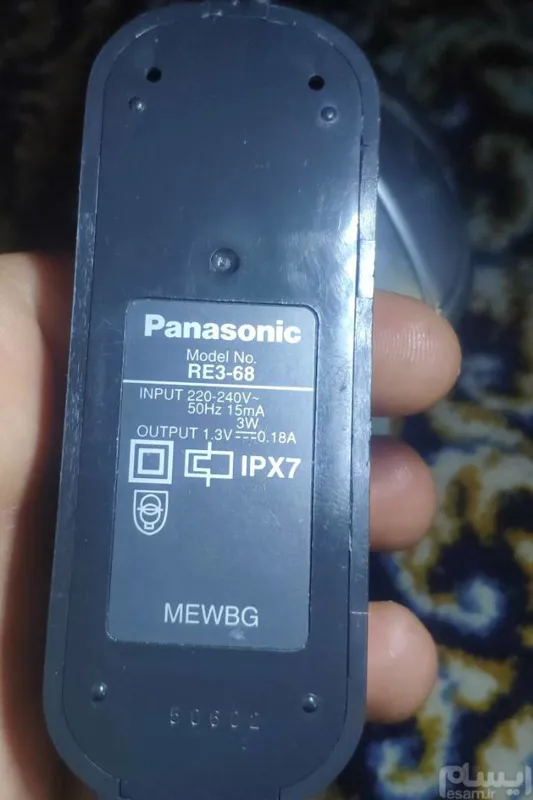 Panasonic
Model No.
RE3-68
INPUT 220-240V~
50Hz 15mA
3W
OUTPUT 1.3V⎓0.18A
IPX7
MEWBG
50602
ایسام
esam.ir